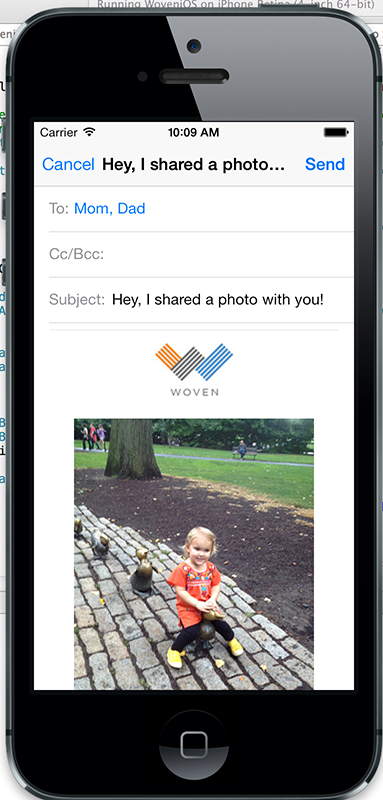 Running WoveniOS on iPhone Retina (4-inch 64-bit)
Carrier 10:09 AM
Cancel Hey, I shared a photo... Send
To: Mom, Dad
Cc/Bcc:
Subject: Hey, I shared a photo with you!
WOVEN